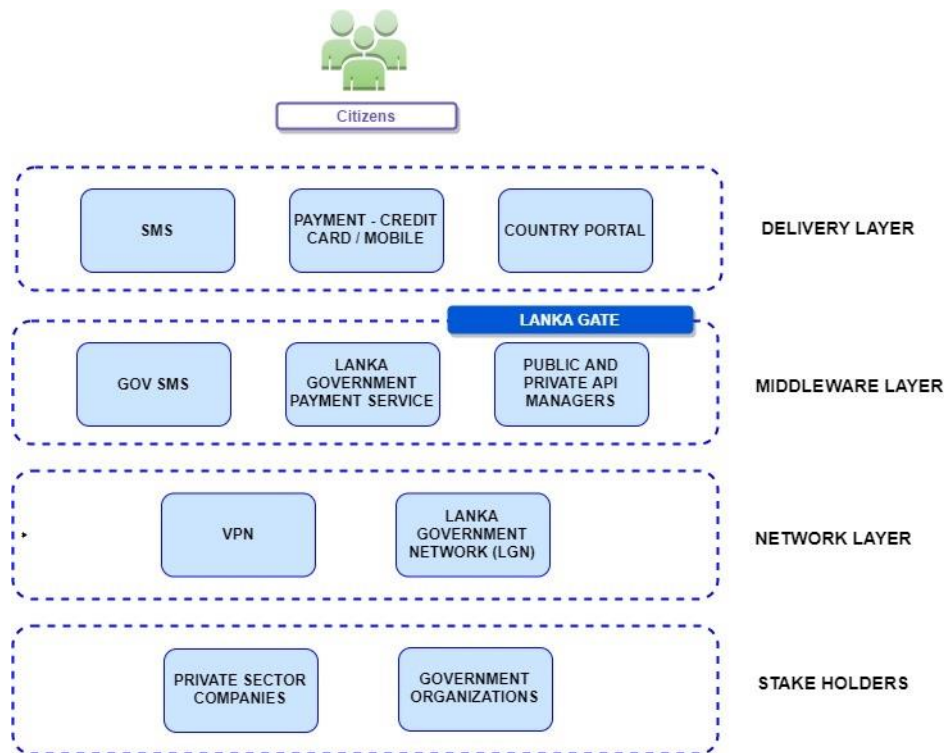 Citizens
SMS
PAYMENT - CREDIT
CARD / MOBILE
COUNTRY PORTAL
DELIVERY LAYER
LANKA GATE
GOV SMS
LANKA
GOVERNMENT
PAYMENT SERVICE
PUBLIC AND
PRIVATE API
MANAGERS
MIDDLEWARE LAYER
VPN
LANKA
GOVERNMENT
NETWORK (LGN)
NETWORK LAYER
PRIVATE SECTOR
COMPANIES
GOVERNMENT
ORGANIZATIONS
STAKE HOLDERS